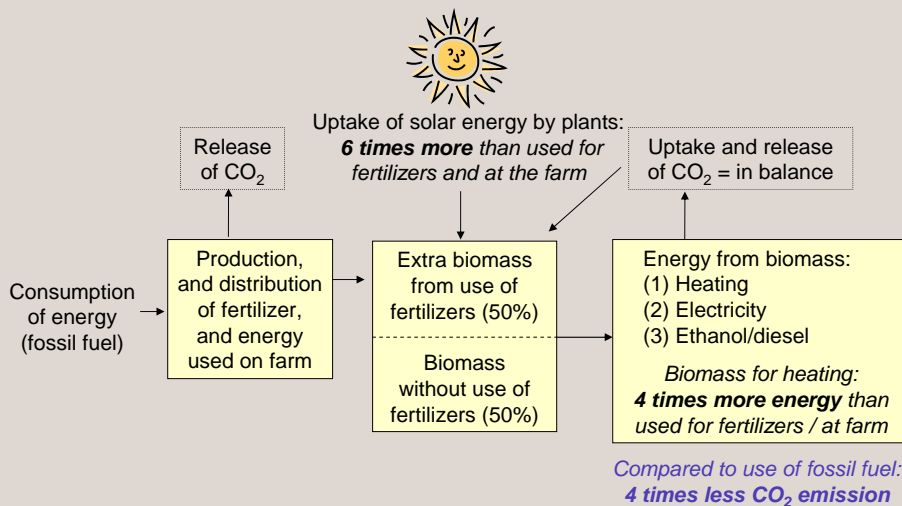 Uptake of solar energy by plants:
6 times more than used for
fertilizers and at the farm
Release
of CO₂
Uptake and release
of CO₂ = in balance
Consumption
of energy
(fossil fuel)
Production,
and distribution
of fertilizer,
and energy
used on farm
Extra biomass
from use of
fertilizers (50%)
Biomass
without use of
fertilizers (50%)
Energy from biomass:
(1) Heating
(2) Electricity
(3) Ethanol/diesel
Biomass for heating:
4 times more energy than
used for fertilizers / at farm
Compared to use of fossil fuel:
4 times less CO₂ emission